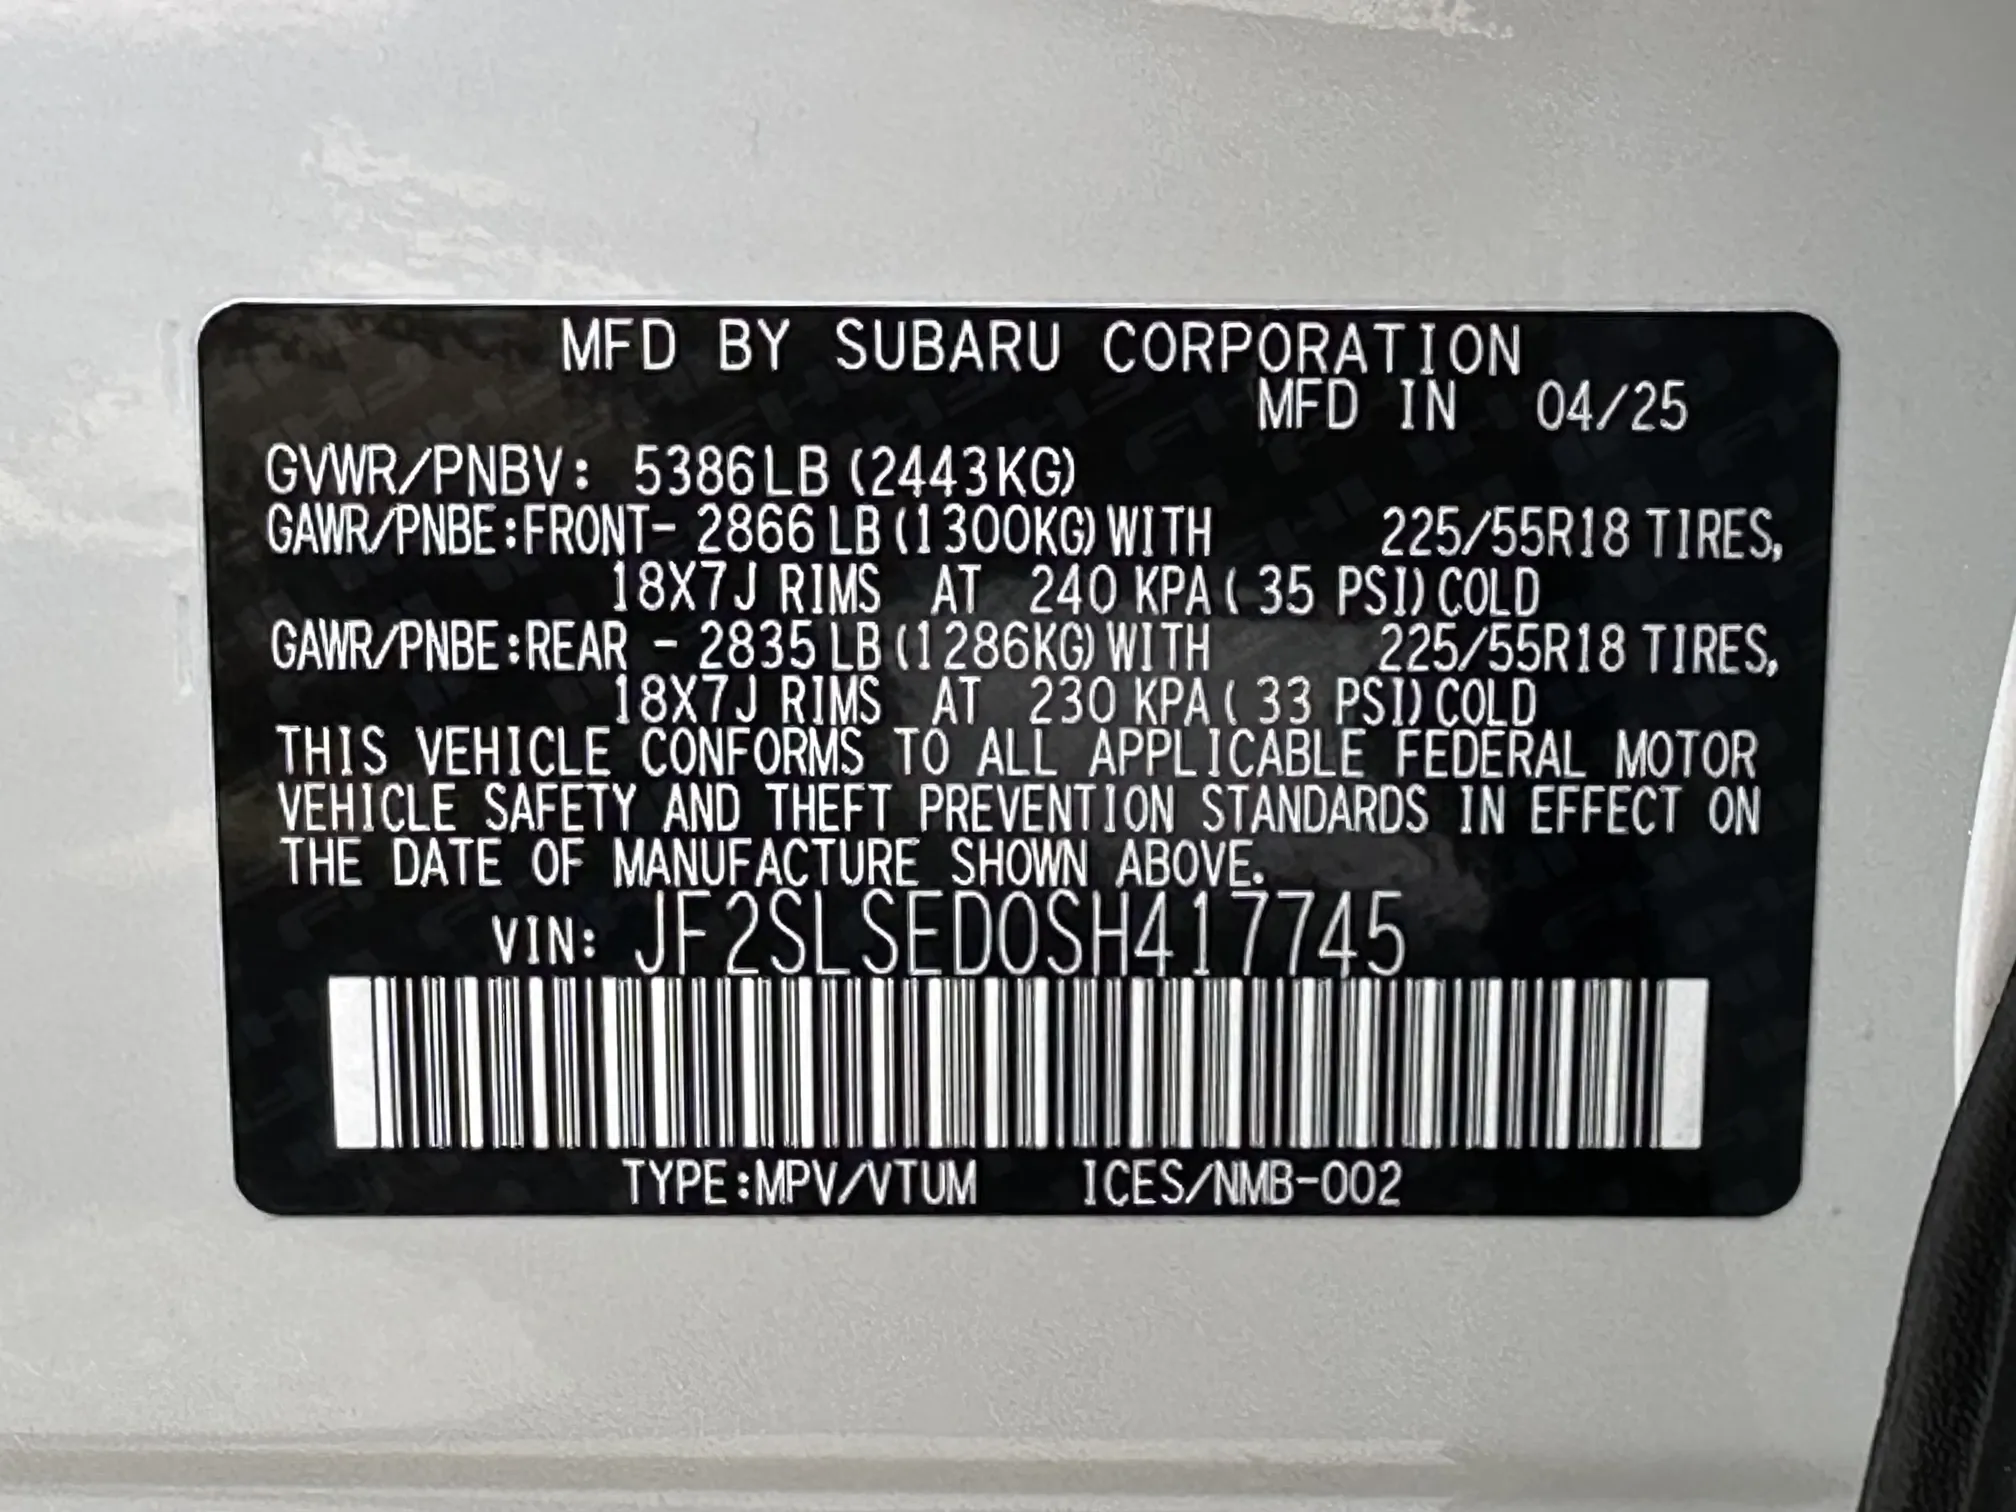 MFD BY SUBARU CORPORATION
MFD IN 04/25
GVWR/PNBV: 5386LB (2443KG)
GAWR/PNBE:FRONT- 2866 LB (1300KG) WITH 225/55R18 TIRES,
18X7J RIMS AT 240 KPA ( 35 PSI) COLD
GAWR/PNBE:REAR - 2835 LB (1286KG) WITH 225/55R18 TIRES,
18X7J RIMS AT 230 KPA ( 33 PSI) COLD
THIS VEHICLE CONFORMS TO ALL APPLICABLE FEDERAL MOTOR
VEHICLE SAFETY AND THEFT PREVENTION STANDARDS IN EFFECT ON
THE DATE OF MANUFACTURE SHOWN ABOVE.
VIN: JF2SLSED0SH417745
TYPE:MPV/VTUM ICES/NMB-002